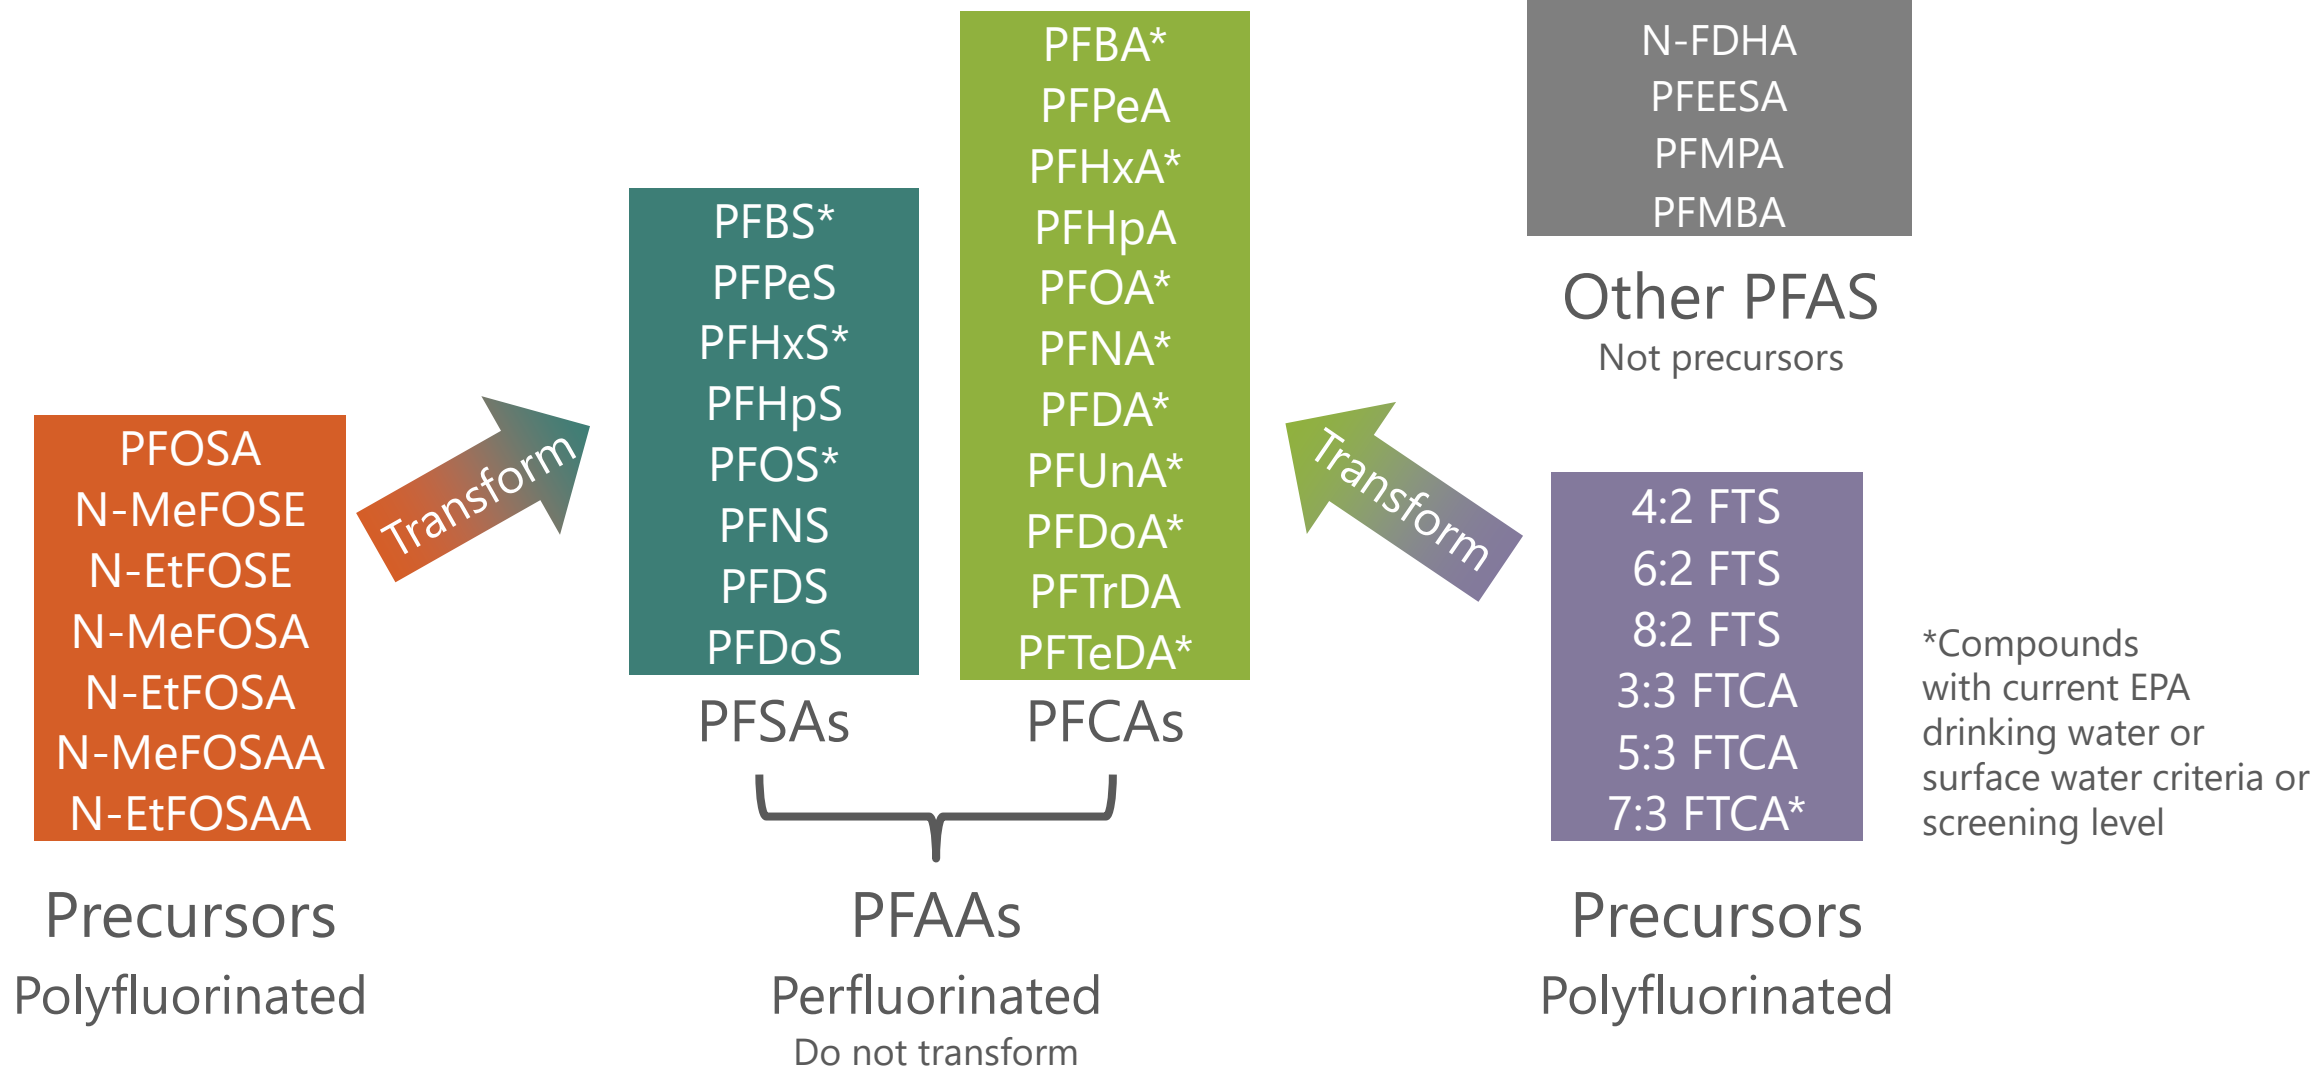 PFOSA
N-MeFOSE
N-EtFOSE
N-MeFOSA
N-EtFOSA
N-MeFOSAA
N-EtFOSAA
Precursors
Polyfluorinated
Transform
PFBS*
PFPeS
PFHxS*
PFHpS
PFOS*
PFNS
PFDS
PFDoS
PFSAs
PFBA*
PFPeA
PFHxA*
PFHpA
PFOA*
PFNA*
PFDA*
PFUnA*
PFDoA*
PFTrDA
PFTeDA*
PFCAs
PFAAs
Perfluorinated
Do not transform
Transform
N-FDHA
PFEESA
PFMPA
PFMBA
Other PFAS
Not precursors
4:2 FTS
6:2 FTS
8:2 FTS
3:3 FTCA
5:3 FTCA
7:3 FTCA*
Precursors
Polyfluorinated
*Compounds
with current EPA
drinking water or
surface water criteria or
screening level